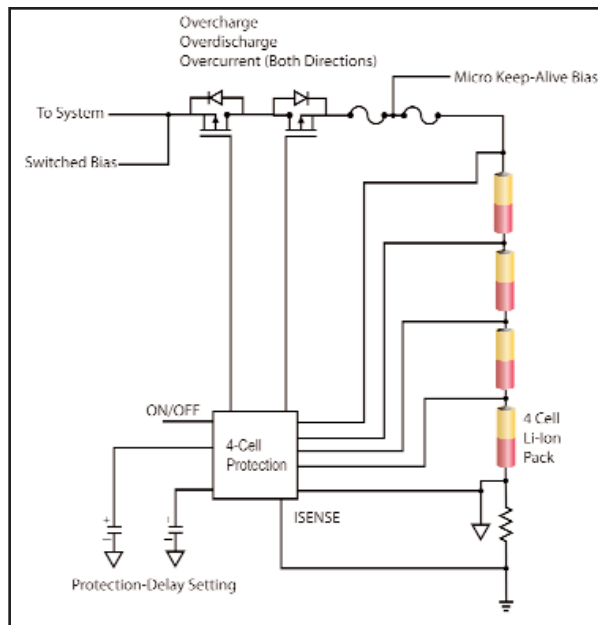 Overcharge
Overdischarge
Overcurrent (Both Directions)
Micro Keep-Alive Bias
To System
Switched Bias
ON/OFF
4-Cell
Protection
4 Cell
Li-Ion
Pack
ISENSE
Protection-Delay Setting